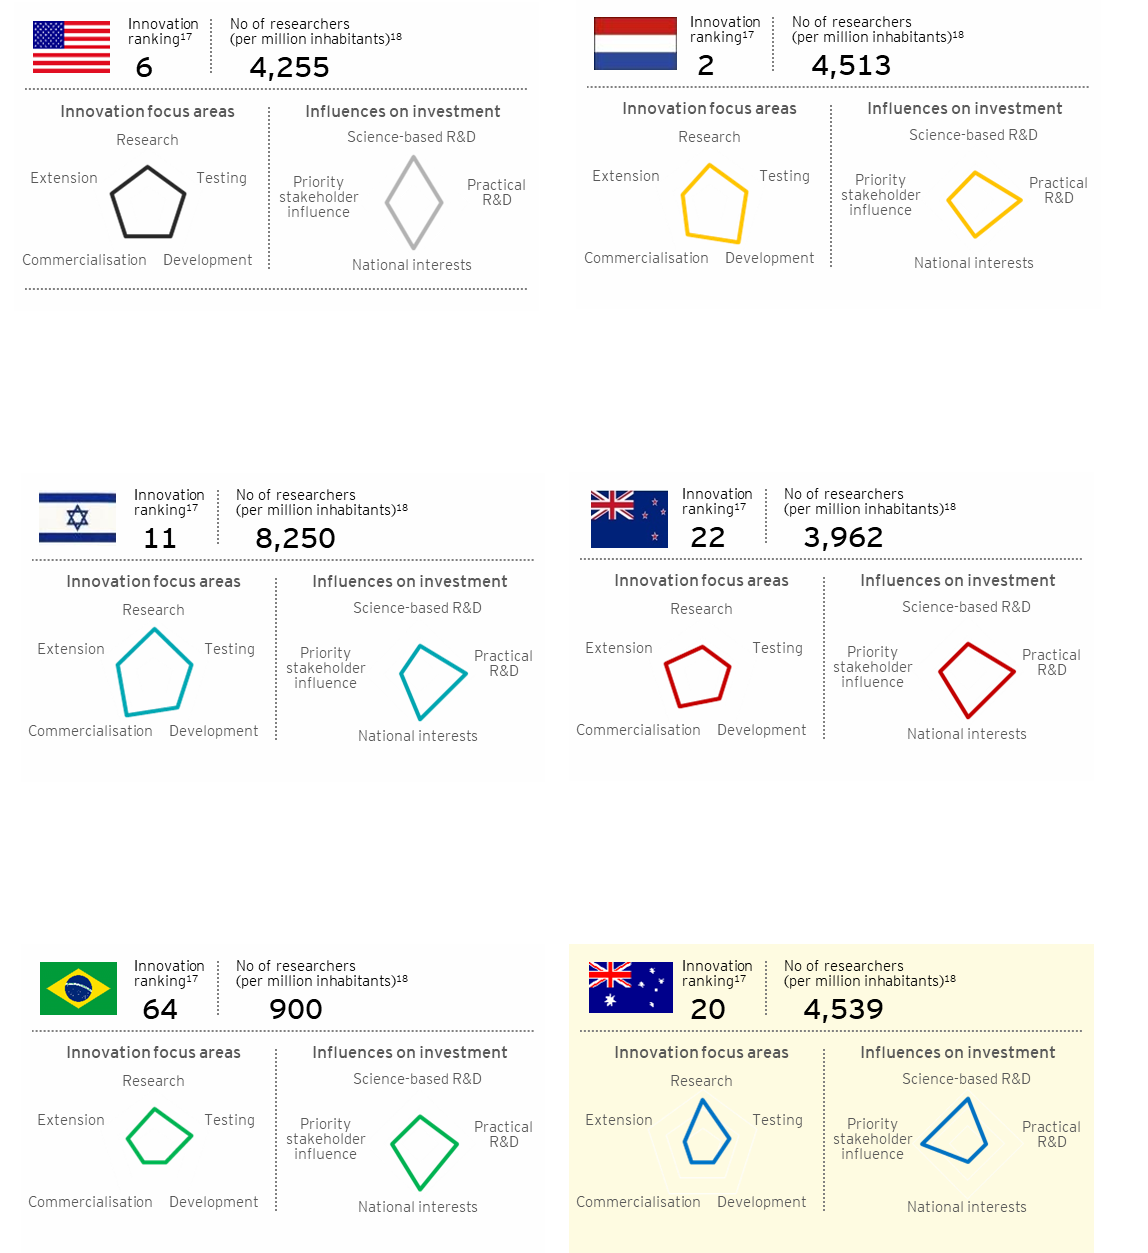 Innovation
ranking17
6
No of researchers
(per million inhabitants)18
4,255
Innovation focus areas
Research
Extension
Testing
Commercialisation
Development
Influences on investment
Science-based R&D
Priority
stakeholder
influence
Practical
R&D
National interests
Innovation
ranking17
2
No of researchers
(per million inhabitants)18
4,513
Innovation focus areas
Research
Extension
Testing
Commercialisation
Development
Influences on investment
Science-based R&D
Priority
stakeholder
influence
Practical
R&D
National interests
Innovation
ranking17
11
No of researchers
(per million inhabitants)18
8,250
Innovation focus areas
Research
Extension
Testing
Commercialisation
Development
Influences on investment
Science-based R&D
Priority
stakeholder
influence
Practical
R&D
National interests
Innovation
ranking17
22
No of researchers
(per million inhabitants)18
3,962
Innovation focus areas
Research
Extension
Testing
Commercialisation
Development
Influences on investment
Science-based R&D
Priority
stakeholder
influence
Practical
R&D
National interests
Innovation
ranking17
64
No of researchers
(per million inhabitants)18
900
Innovation focus areas
Research
Extension
Testing
Commercialisation
Development
Influences on investment
Science-based R&D
Priority
stakeholder
influence
Practical
R&D
National interests
Innovation
ranking17
20
No of researchers
(per million inhabitants)18
4,539
Innovation focus areas
Research
Extension
Testing
Commercialisation
Development
Influences on investment
Science-based R&D
Priority
stakeholder
influence
Practical
R&D
National interests